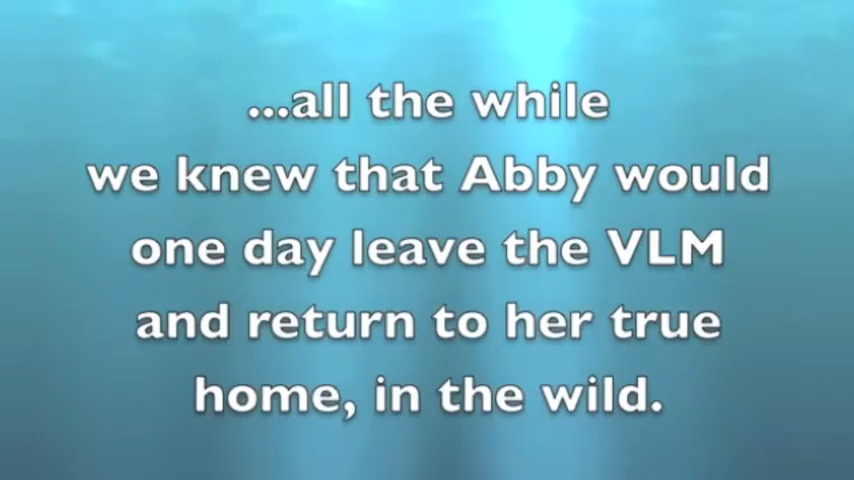 ...all the while
we knew that Abby would
one day leave the VLM
and return to her true
home, in the wild.